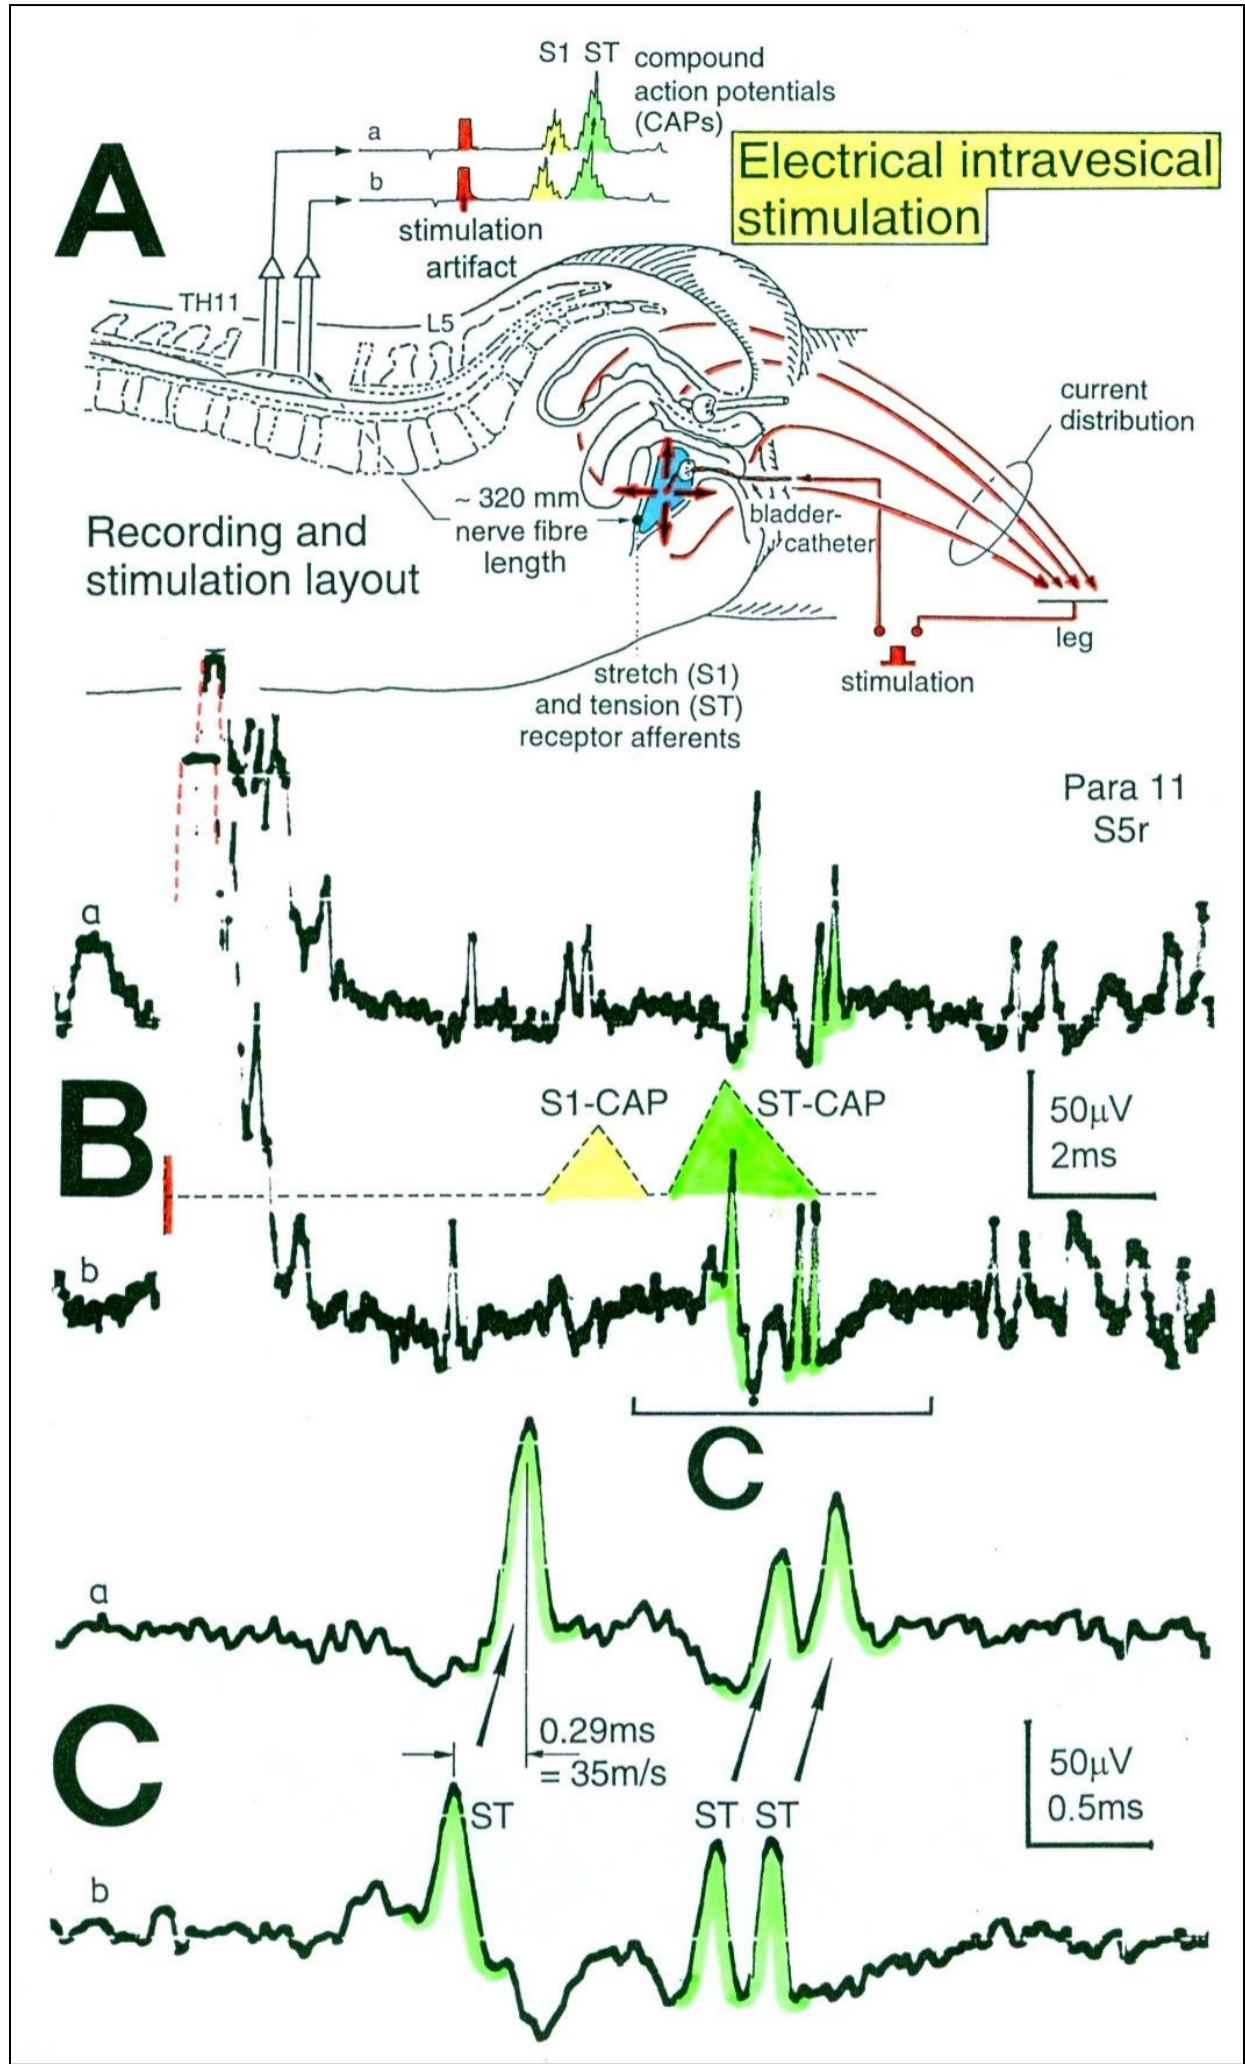 A
S1 ST
compound
action potentials
(CAPs)
a
b
stimulation
artifact
Electrical intravesical
stimulation
TH11
L5
current
distribution
~ 320 mm
nerve fibre
length
bladder-
catheter
Recording and
stimulation layout
leg
stimulation
stretch (S1)
and tension (ST)
receptor afferents
Para 11
S5r
a
B
S1-CAP
ST-CAP
50µV
2ms
b
C
a
C
0.29ms
= 35m/s
ST
ST ST
50µV
0.5ms
b